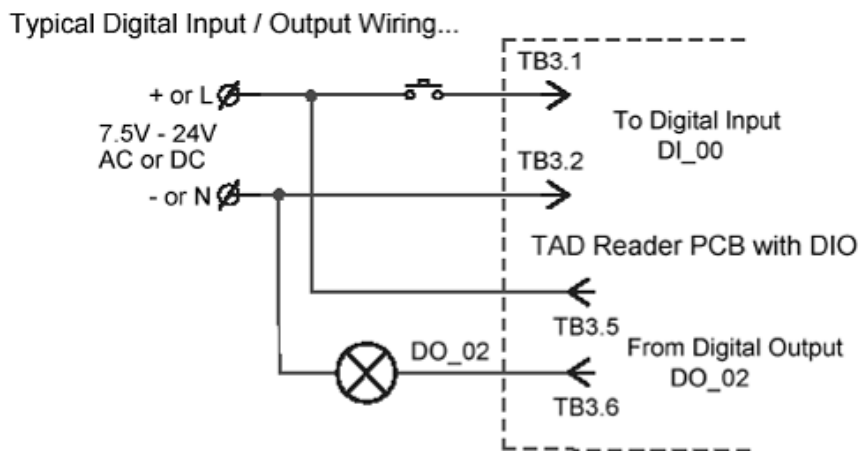 Typical Digital Input / Output Wiring...
TB3.1
+ or L
7.5V - 24V
AC or DC
- or N
To Digital Input
DI_00
TB3.2
TAD Reader PCB with DIO
TB3.5
DO_02
From Digital Output
DO_02
TB3.6